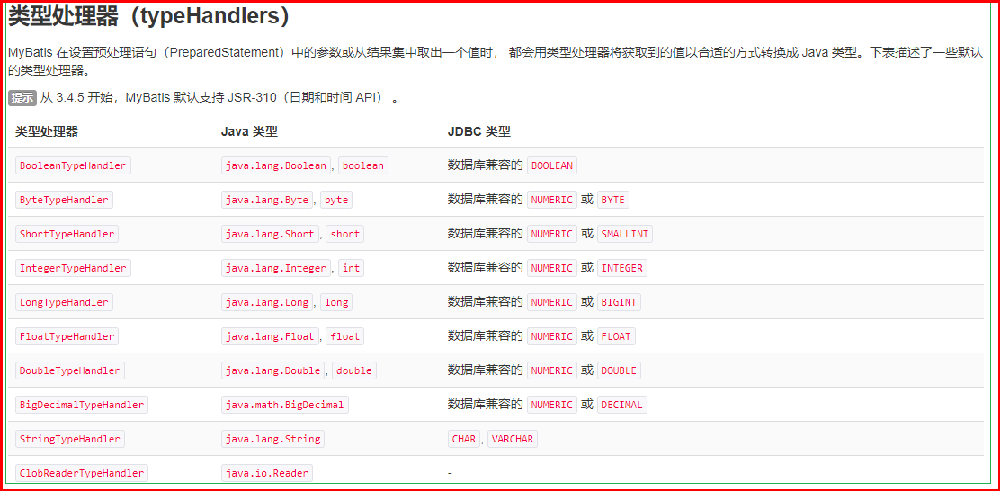 类型处理器（typeHandlers）
MyBatis 在设置预处理语句（PreparedStatement）中的参数或从结果集中取出一个值时， 都会用类型处理器将获取到的值以合适的方式转换成 Java 类型。下表描述了一些默认
的类型处理器。
提示 从 3.4.5 开始，MyBatis 默认支持 JSR-310（日期和时间 API） 。
类型处理器 Java 类型 JDBC 类型
BooleanTypeHandler java.lang.Boolean, boolean 数据库兼容的 BOOLEAN
ByteTypeHandler java.lang.Byte, byte 数据库兼容的 NUMERIC 或 BYTE
ShortTypeHandler java.lang.Short, short 数据库兼容的 NUMERIC 或 SMALLINT
IntegerTypeHandler java.lang.Integer, int 数据库兼容的 NUMERIC 或 INTEGER
LongTypeHandler java.lang.Long, long 数据库兼容的 NUMERIC 或 BIGINT
FloatTypeHandler java.lang.Float, float 数据库兼容的 NUMERIC 或 FLOAT
DoubleTypeHandler java.lang.Double, double 数据库兼容的 NUMERIC 或 DOUBLE
BigDecimalTypeHandler java.math.BigDecimal 数据库兼容的 NUMERIC 或 DECIMAL
StringTypeHandler java.lang.String CHAR, VARCHAR
ClobReaderTypeHandler java.io.Reader -